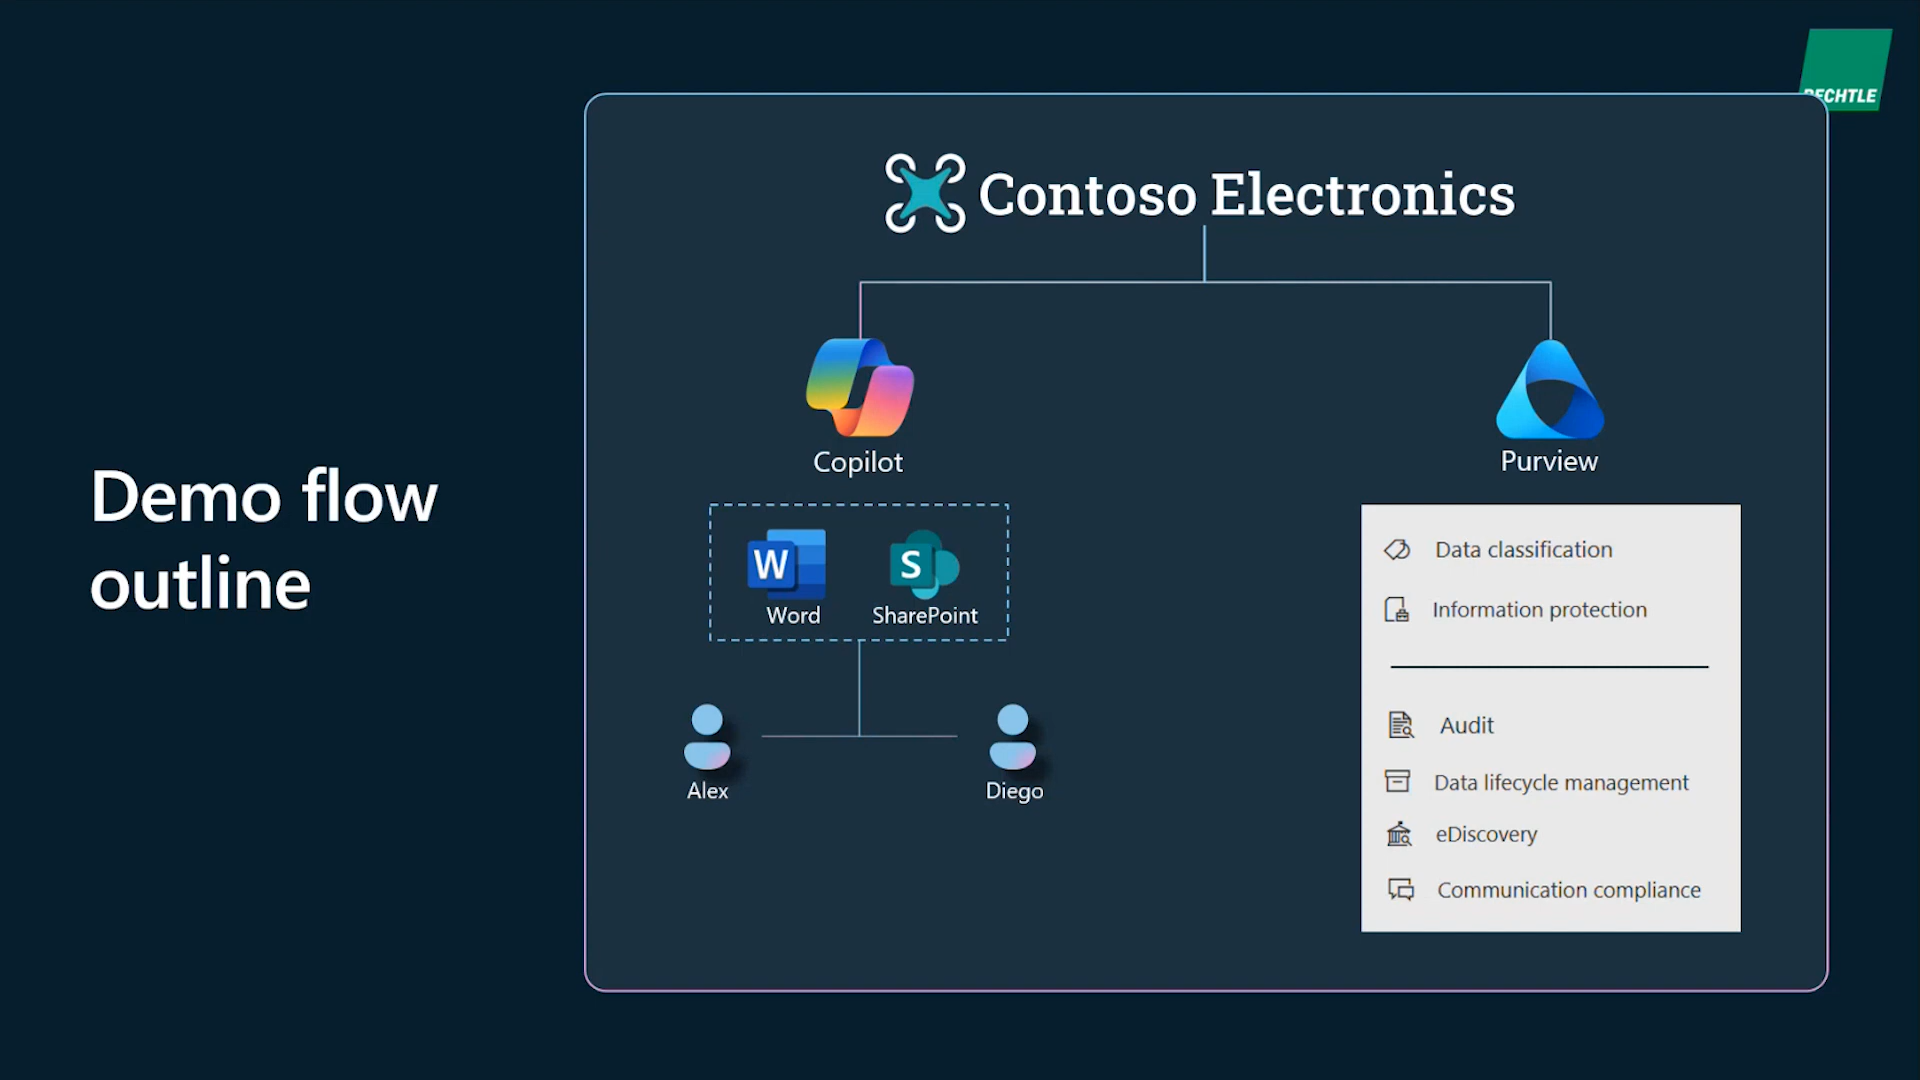 BECHTLE
Contoso Electronics
Copilot
Purview
Demo flow
outline
W
S
Word
SharePoint
Alex
Diego
Data classification
Information protection
Audit
Data lifecycle management
eDiscovery
Communication compliance